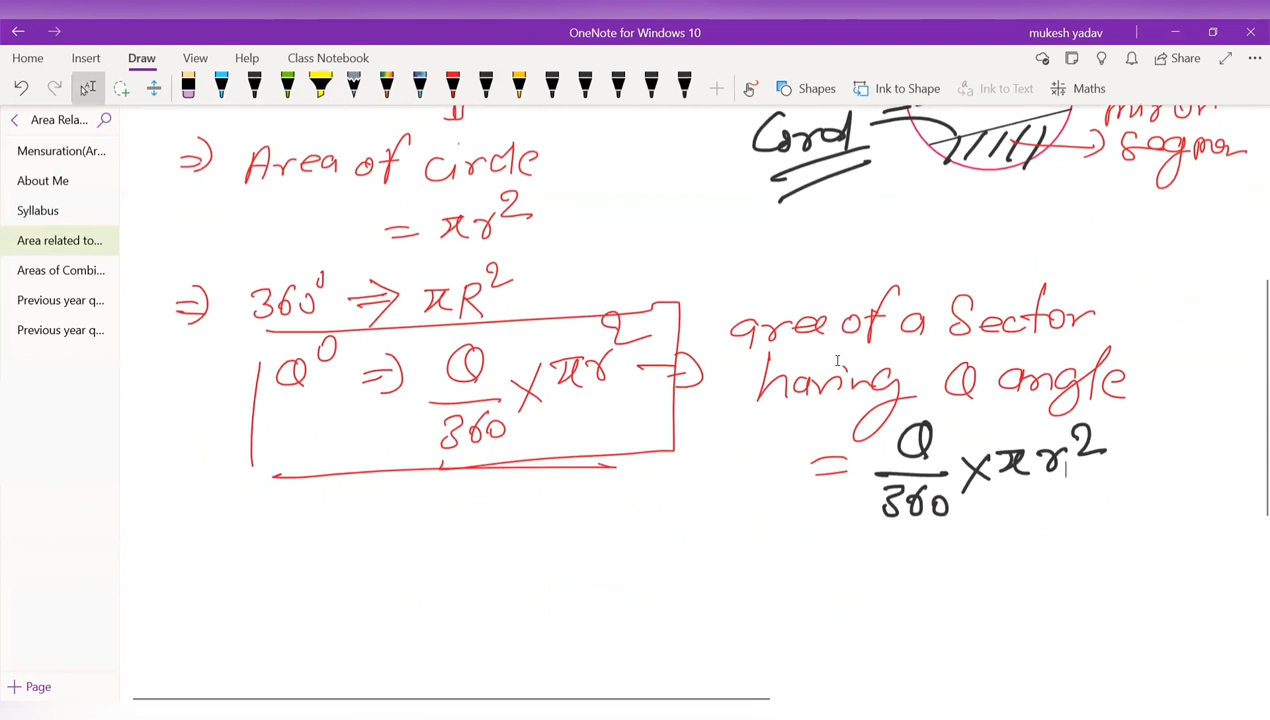 OneNote for Windows 10
mukesh yadav
Home Insert Draw View Help Class Notebook
Share
Shapes
Ink to Shape
Ink to Text
Maths
Area Rela...
Mensuration(Ar...
About Me
Syllabus
Area related to...
Areas of Combi...
Previous year q...
Previous year q...
Page
Cord
⇒ Area of circle
= πr²
⇒ 360° ⇒ πR²
Q° ⇒ Q/360 × πr² ⇒
area of a Sector
having Q angle
= Q/360 × πr²